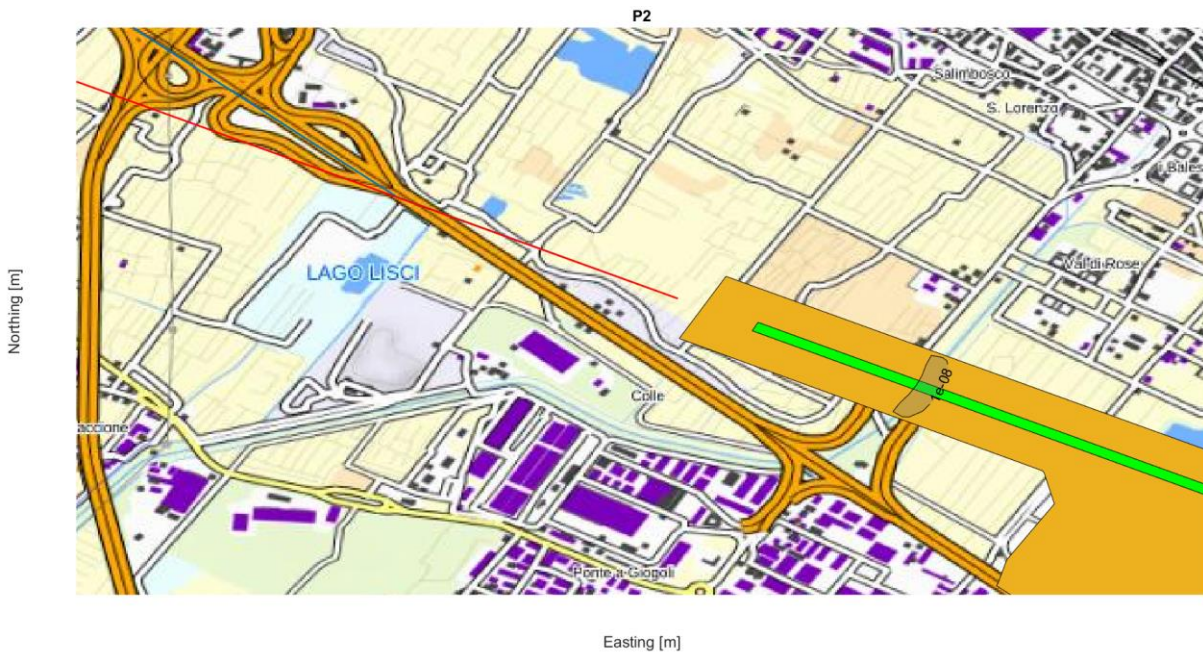 P2
Salimbosco
S. Lorenzo
i Bales
Val di Rose
LAGO LISCI
1e-08
Colle
accione
Ponte a Giogoli
Northing [m]
Easting [m]